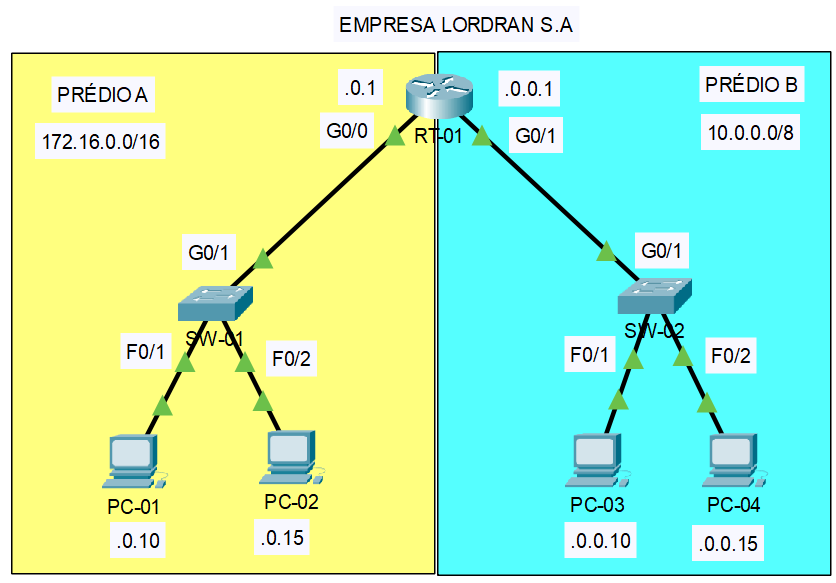 EMPRESA LORDRAN S.A
PRÉDIO A
172.16.0.0/16
.0.1
G0/0
RT-01
.0.0.1
G0/1
PRÉDIO B
10.0.0.0/8
G0/1
SW-01
F0/1
F0/2
PC-01
.0.10
PC-02
.0.15
G0/1
SW-02
F0/1
F0/2
PC-03
.0.0.10
PC-04
.0.0.15